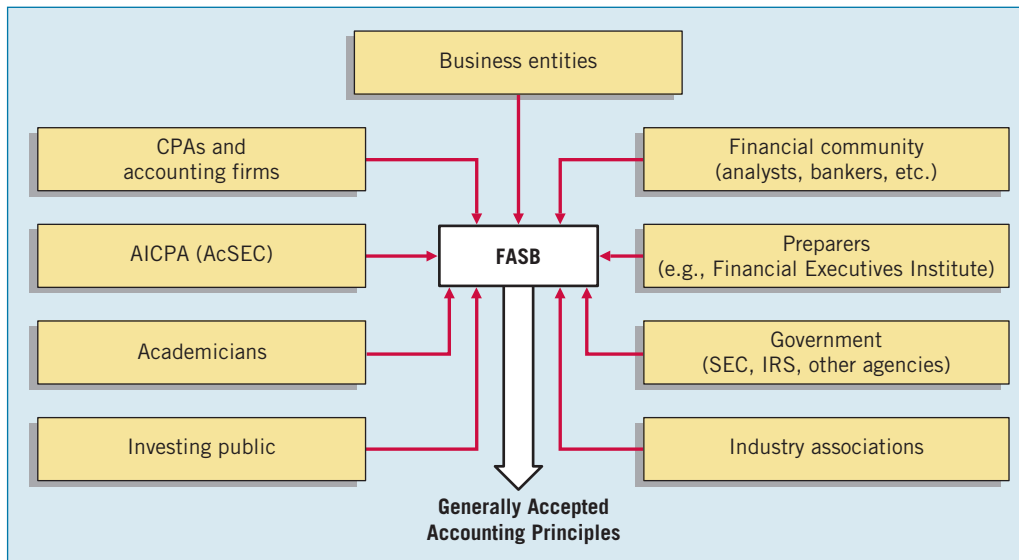 Business entities
CPAs and
accounting firms
Financial community
(analysts, bankers, etc.)
AICPA (AcSEC)
FASB
Preparers
(e.g., Financial Executives Institute)
Academicians
Government
(SEC, IRS, other agencies)
Investing public
Industry associations
Generally Accepted
Accounting Principles